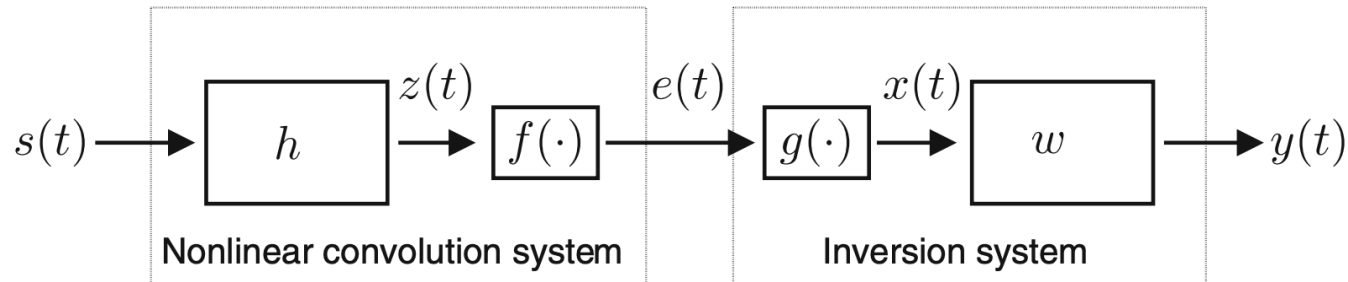 s(t) h z(t) f(·) e(t) g(·) x(t) w y(t)
Nonlinear convolution system Inversion system